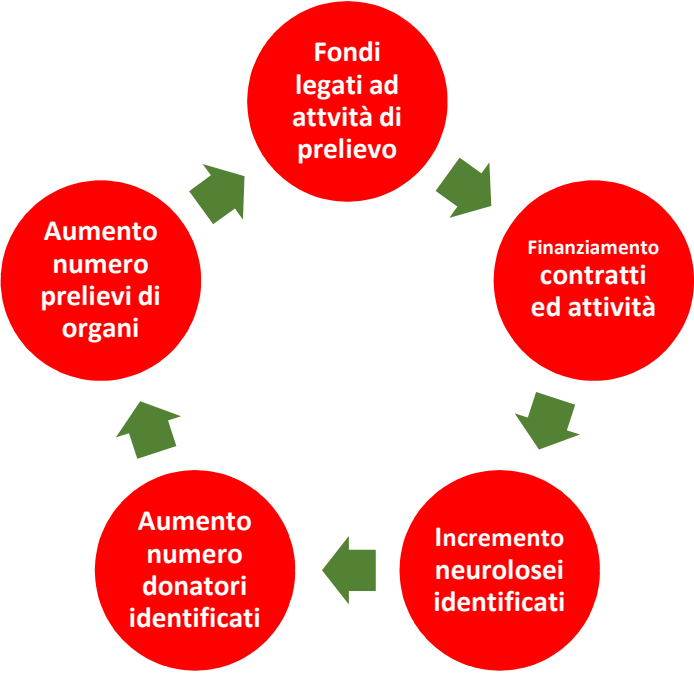 Fondi
legati ad
attvità di
prelievo
Finanziamento
contratti
ed attività
Incremento
neurolosei
identificati
Aumento
numero
donatori
identificati
Aumento
numero
prelievi di
organi